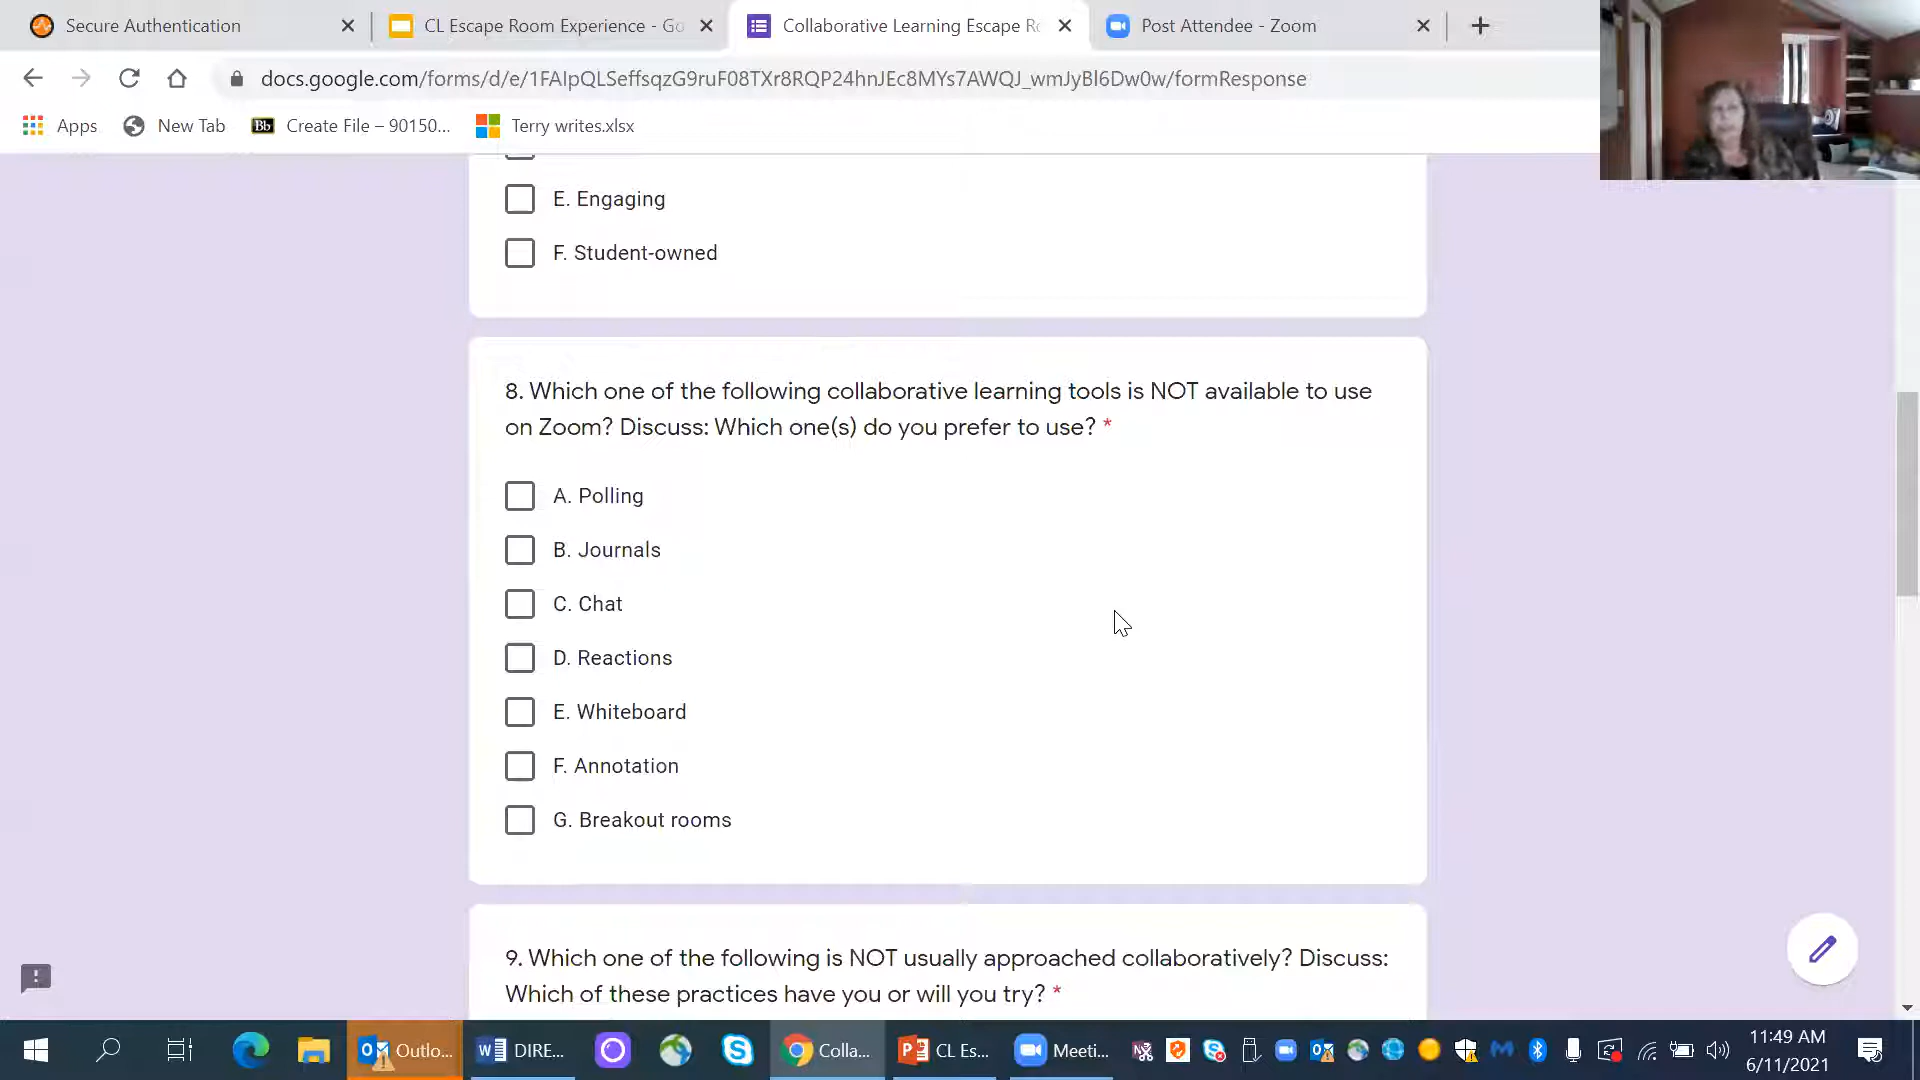 Secure Authentication
CL Escape Room Experience - Go
Collaborative Learning Escape Ro
Post Attendee - Zoom
docs.google.com/forms/d/e/1FAIpQLSeffsqzG9ruF08TXr8RQP24hnJEc8MYs7AWQJ_wmJyBl6Dw0w/formResponse
Apps
New Tab
Bb Create File – 90150...
Terry writes.xlsx
E. Engaging
F. Student-owned
8. Which one of the following collaborative learning tools is NOT available to use
on Zoom? Discuss: Which one(s) do you prefer to use? *
A. Polling
B. Journals
C. Chat
D. Reactions
E. Whiteboard
F. Annotation
G. Breakout rooms
9. Which one of the following is NOT usually approached collaboratively? Discuss:
Which of these practices have you or will you try? *
Outlo...
DIRE...
Colla...
CL Es...
Meeti...
11:49 AM
6/11/2021